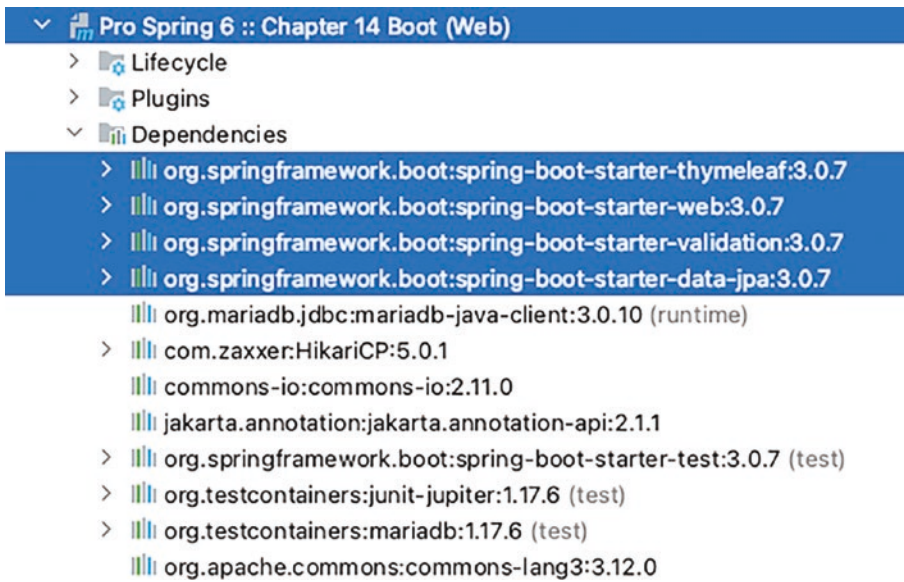 Pro Spring 6 :: Chapter 14 Boot (Web)
Lifecycle
Plugins
Dependencies
org.springframework.boot:spring-boot-starter-thymeleaf:3.0.7
org.springframework.boot:spring-boot-starter-web:3.0.7
org.springframework.boot:spring-boot-starter-validation:3.0.7
org.springframework.boot:spring-boot-starter-data-jpa:3.0.7
org.mariadb.jdbc:mariadb-java-client:3.0.10 (runtime)
com.zaxxer:HikariCP:5.0.1
commons-io:commons-io:2.11.0
jakarta.annotation:jakarta.annotation-api:2.1.1
org.springframework.boot:spring-boot-starter-test:3.0.7 (test)
org.testcontainers:junit-jupiter:1.17.6 (test)
org.testcontainers:mariadb:1.17.6 (test)
org.apache.commons:commons-lang3:3.12.0